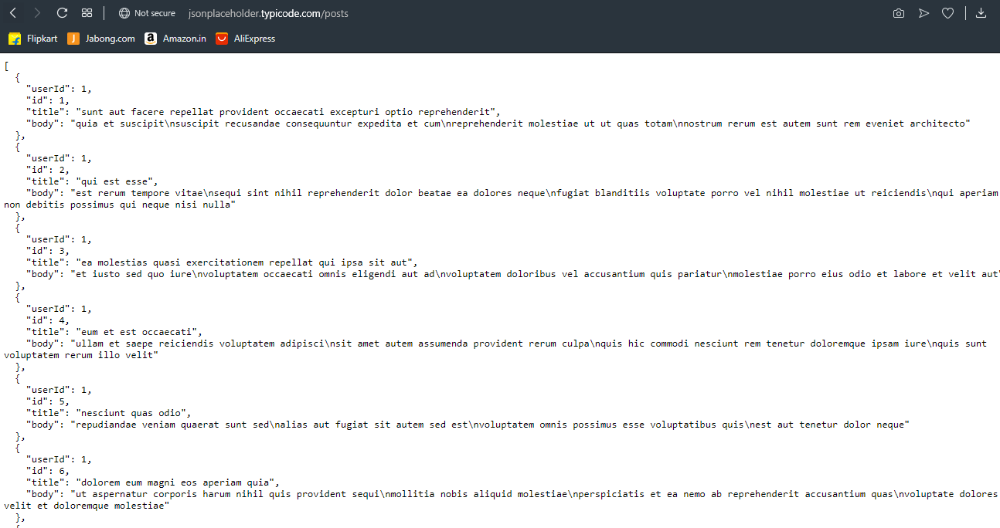 Not secure jsonplaceholder.typicode.com/posts
Flipkart J Jabong.com a Amazon.in AliExpress
[
  {
    "userId": 1,
    "id": 1,
    "title": "sunt aut facere repellat provident occaecati excepturi optio reprehenderit",
    "body": "quia et suscipit\nsuscipit recusandae consequuntur expedita et cum\nreprehenderit molestiae ut ut quas totam\nnostrum rerum est autem sunt rem eveniet architecto"
  },
  {
    "userId": 1,
    "id": 2,
    "title": "qui est esse",
    "body": "est rerum tempore vitae\nsequi sint nihil reprehenderit dolor beatae ea dolores neque\nfugiat blanditiis voluptate porro vel nihil molestiae ut reiciendis\nqui aperiam
non debitis possimus qui neque nisi nulla"
  },
  {
    "userId": 1,
    "id": 3,
    "title": "ea molestias quasi exercitationem repellat qui ipsa sit aut",
    "body": "et iusto sed quo iure\nvoluptatem occaecati omnis eligendi aut ad\nvoluptatem doloribus vel accusantium quis pariatur\nmolestiae porro eius odio et labore et velit aut"
  },
  {
    "userId": 1,
    "id": 4,
    "title": "eum et est occaecati",
    "body": "ullam et saepe reiciendis voluptatem adipisci\nsit amet autem assumenda provident rerum culpa\nquis hic commodi nesciunt rem tenetur doloremque ipsam iure\nquis sunt
voluptatem rerum illo velit"
  },
  {
    "userId": 1,
    "id": 5,
    "title": "nesciunt quas odio",
    "body": "repudiandae veniam quaerat sunt sed\nalias aut fugiat sit autem sed est\nvoluptatem omnis possimus esse voluptatibus quis\nest aut tenetur dolor neque"
  },
  {
    "userId": 1,
    "id": 6,
    "title": "dolorem eum magni eos aperiam quia",
    "body": "ut aspernatur corporis harum nihil quis provident sequi\nmollitia nobis aliquid molestiae\nperspiciatis et ea nemo ab reprehenderit accusantium quas\nvoluptate dolores
velit et doloremque molestiae"
  },